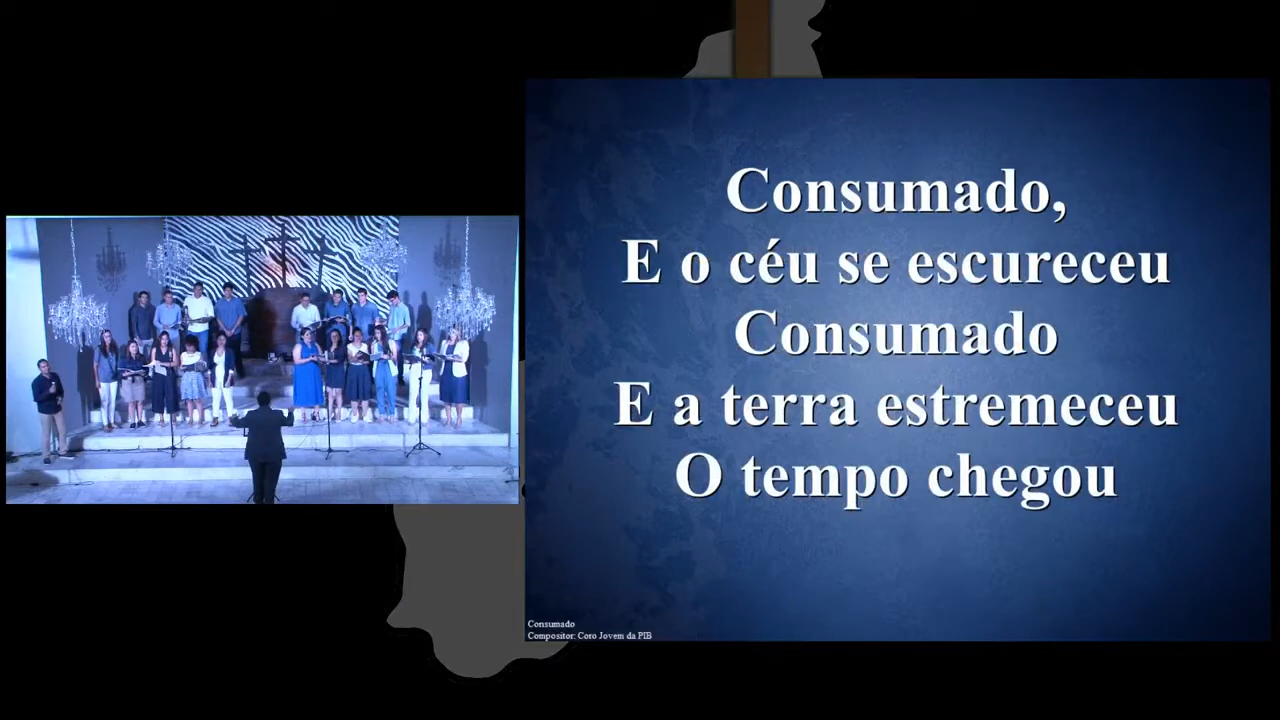 Consumado,
E o céu se escureceu
Consumado
E a terra estremeceu
O tempo chegou
Consumado
Compositor: Coro Jovem da PIB